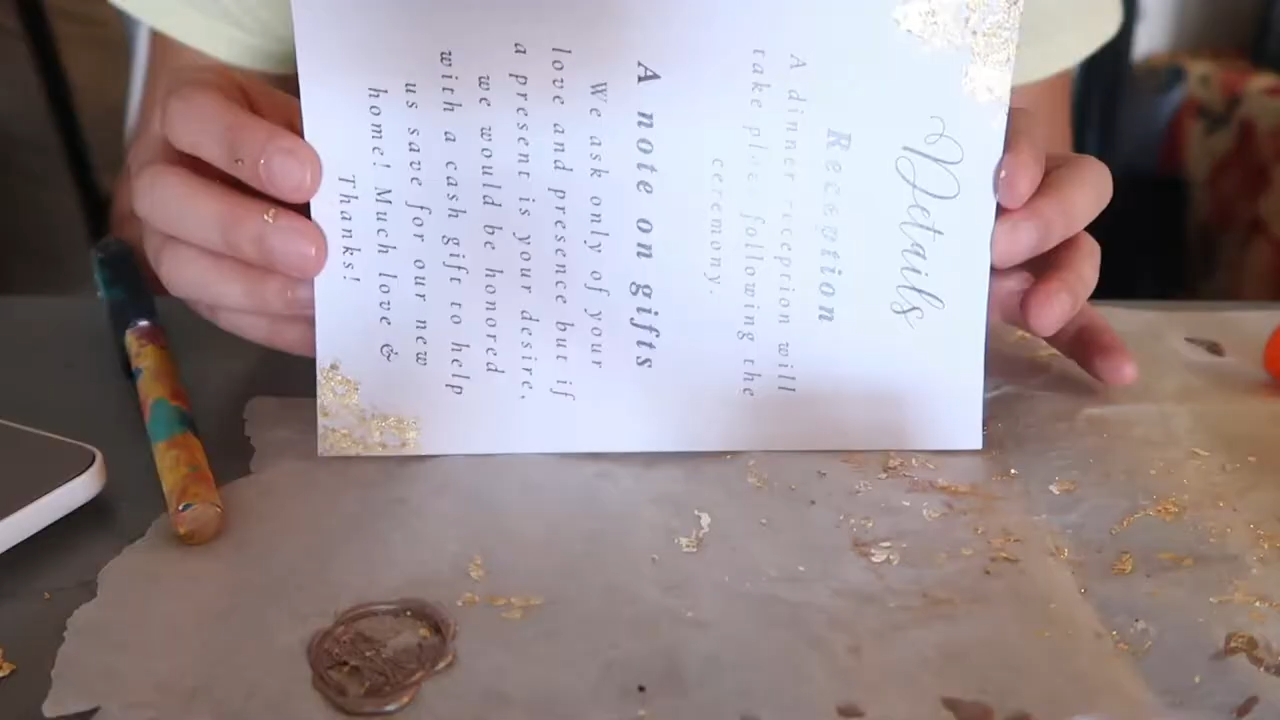 Details
Reception
A dinner reception will
take place following the
ceremony.
A note on gifts
We ask only of your
love and presence but if
a present is your desire,
we would be honored
with a cash gift to help
us save for our new
home! Much love &
Thanks!